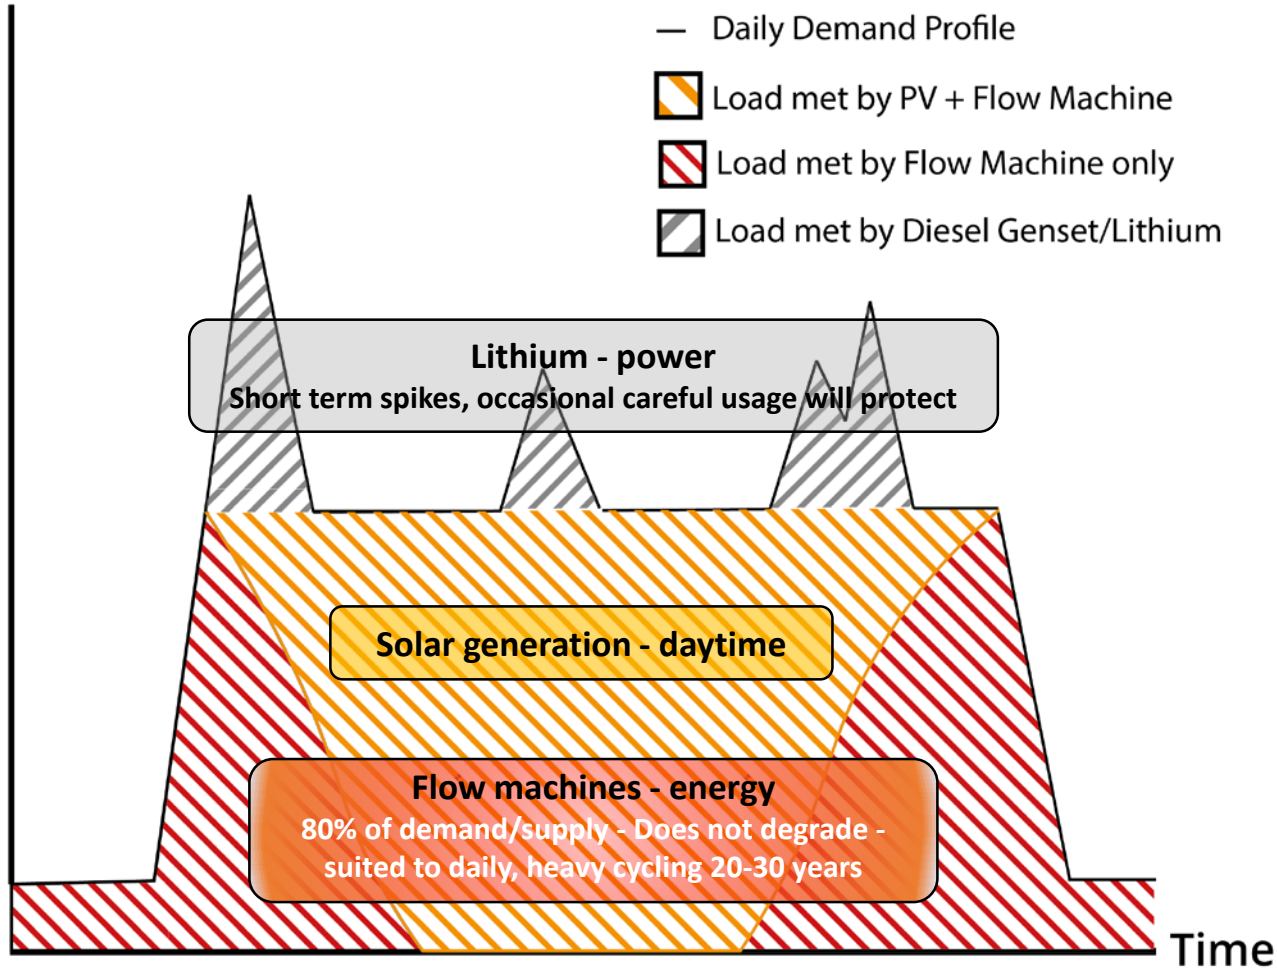 Daily Demand Profile
Load met by PV + Flow Machine
Load met by Flow Machine only
Load met by Diesel Genset/Lithium
Lithium - power
Short term spikes, occasional careful usage will protect
Solar generation - daytime
Flow machines - energy
80% of demand/supply - Does not degrade -
suited to daily, heavy cycling 20-30 years
Time